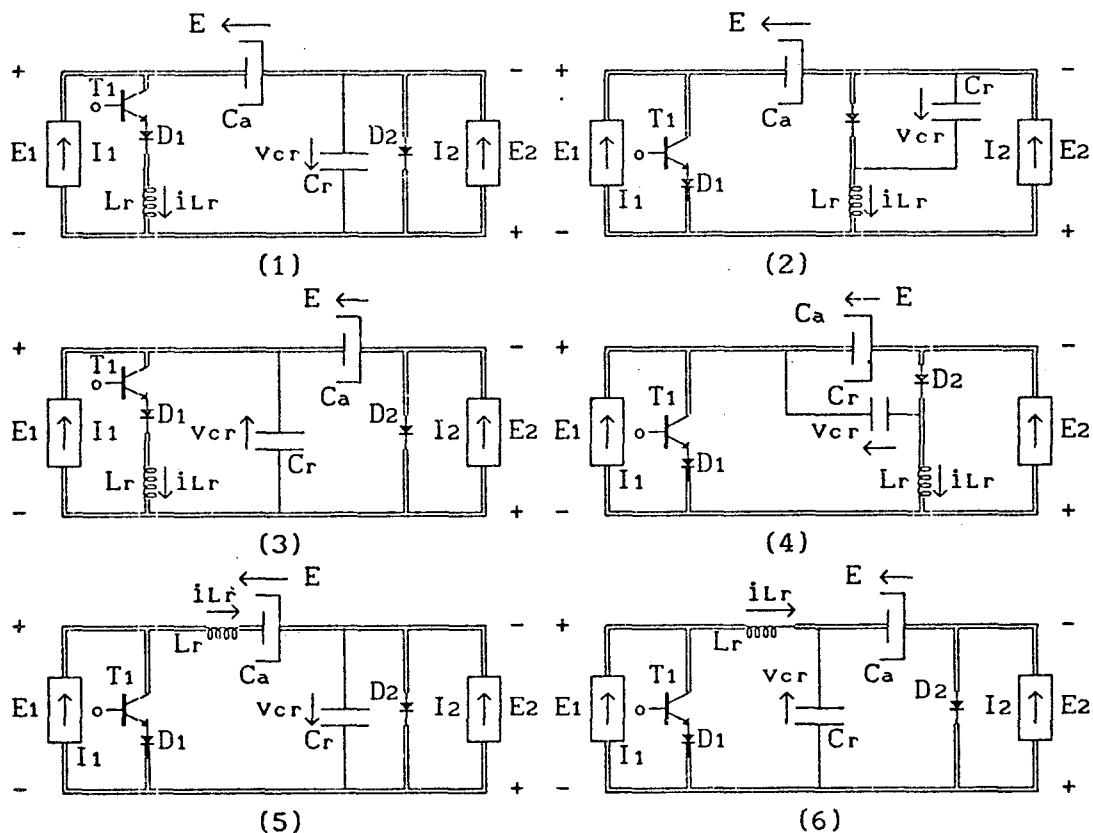 E
+ T1 Ca D2 -
E1 I1 D1 vcr I2 E2
Lr iLr Cr
- +
(1)
E
+ Cr -
T1 Ca vcr
E1 I2 E2
D1 Lr iLr
I1
- +
(2)
E
+ T1 Ca -
E1 I1 D1 vcr D2 I2 E2
Lr iLr Cr
- +
(3)
E
Ca
+ -
T1 Cr D2
E1 vcr I2 E2
I1 D1 Lr iLr
- +
(4)
E
iLr
+ Lr Ca -
T1 D2
E1 vcr I2 E2
I1 D1 Cr
- +
(5)
E
iLr
+ Lr Ca -
T1 vcr D2
E1 I2 E2
I1 D1 Cr
- +
(6)